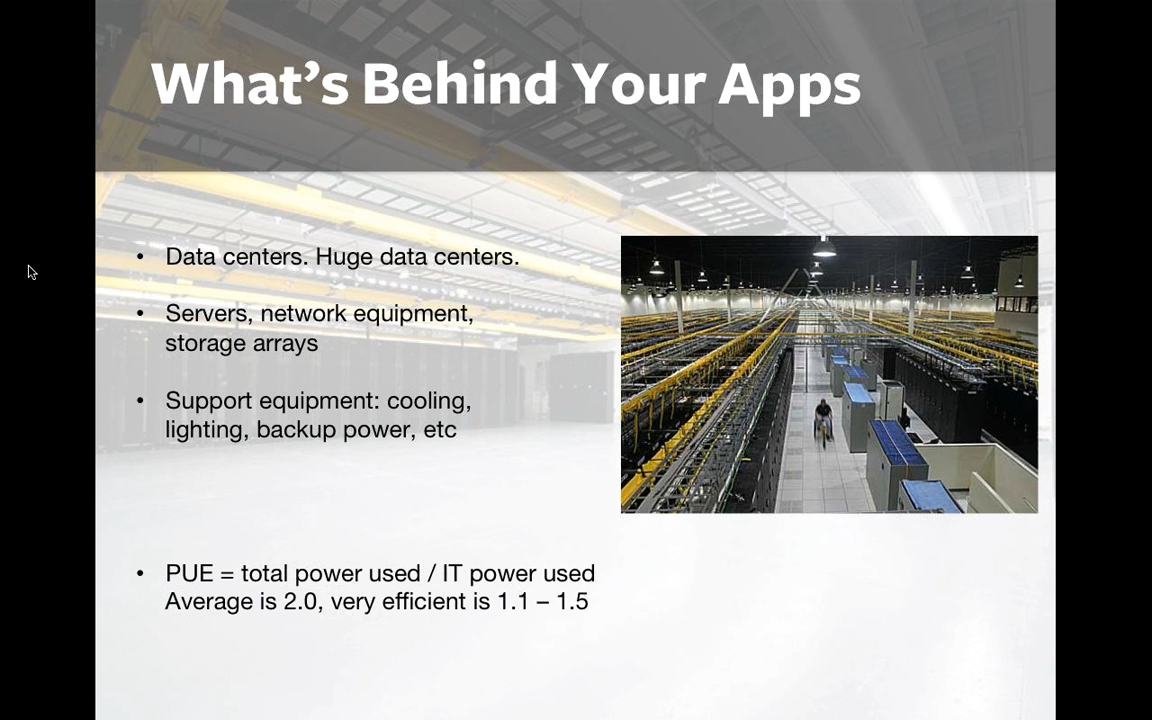 What’s Behind Your Apps
• Data centers. Huge data centers.
• Servers, network equipment,
storage arrays
• Support equipment: cooling,
lighting, backup power, etc
• PUE = total power used / IT power used
Average is 2.0, very efficient is 1.1 – 1.5